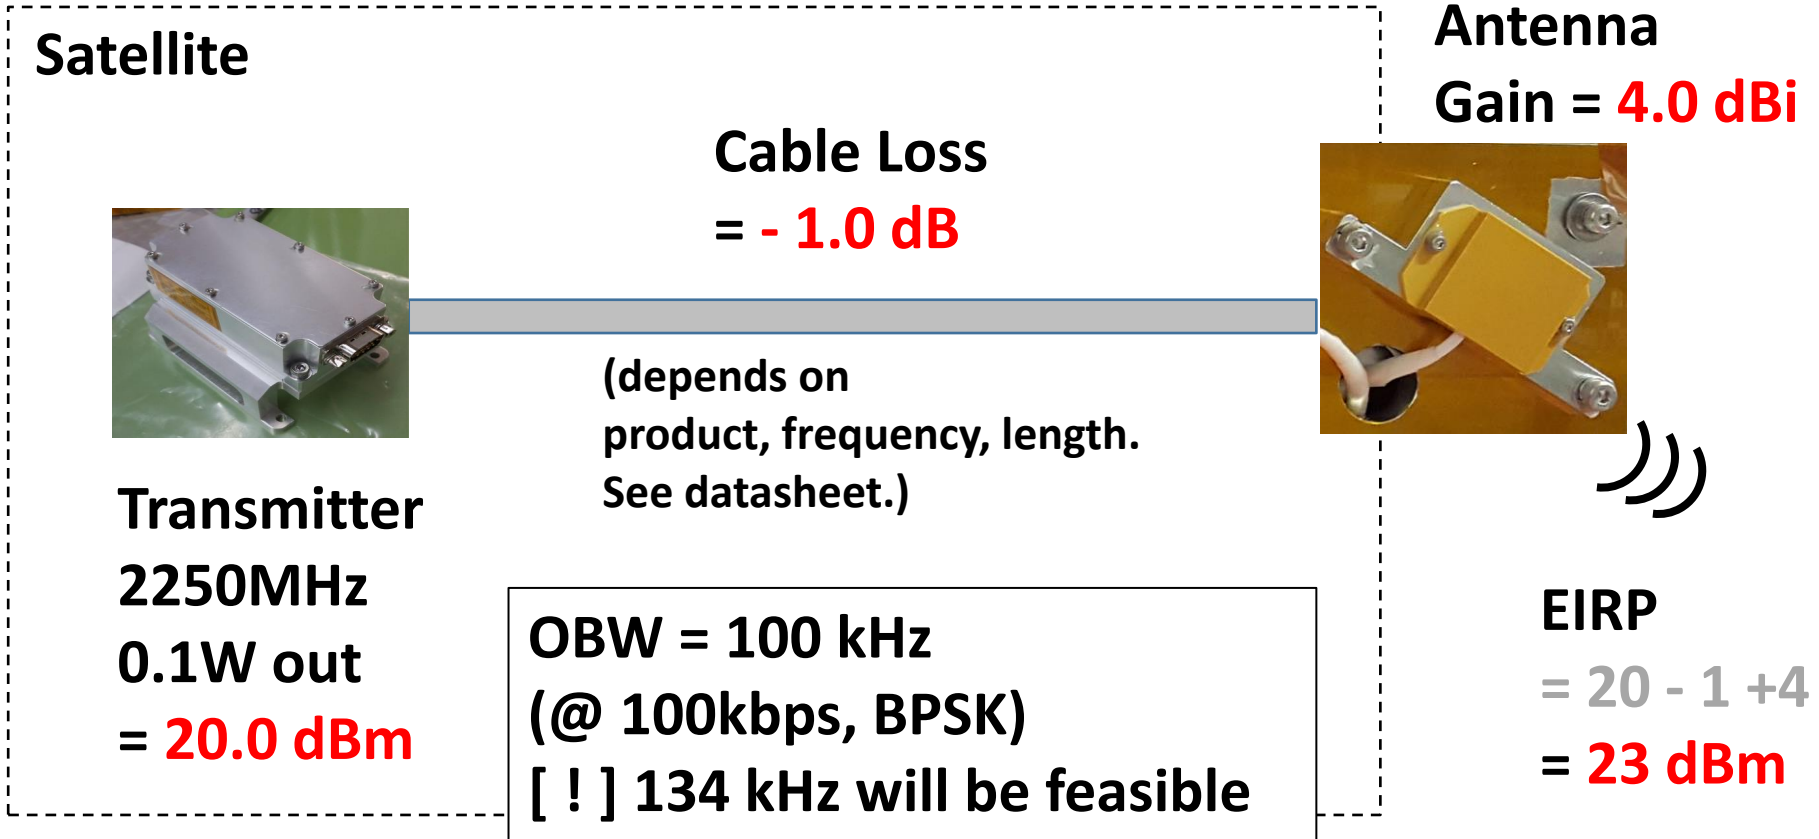 Satellite
Antenna
Gain = 4.0 dBi
Cable Loss
= - 1.0 dB
(depends on
product, frequency, length.
See datasheet.)
Transmitter
2250MHz
0.1W out
= 20.0 dBm
OBW = 100 kHz
(@ 100kbps, BPSK)
[ ! ] 134 kHz will be feasible
EIRP
= 20 - 1 +4
= 23 dBm